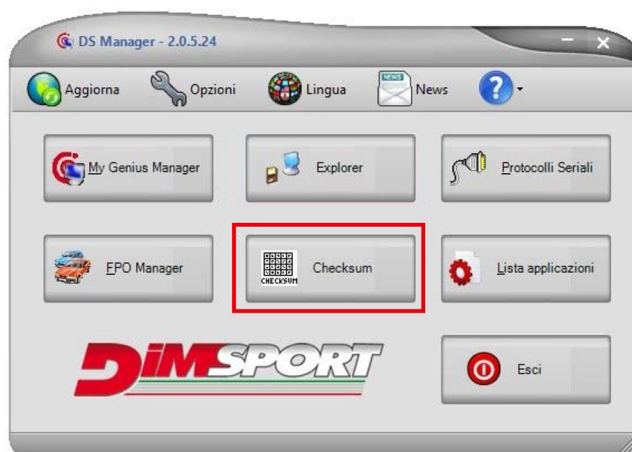 DS Manager - 2.0.5.24
Aggiorna Opzioni Lingua NEWS News ?
My Genius Manager Explorer Protocolli Seriali
FPO Manager CHECKSUM Checksum Lista applicazioni
DIMSPORT Esci